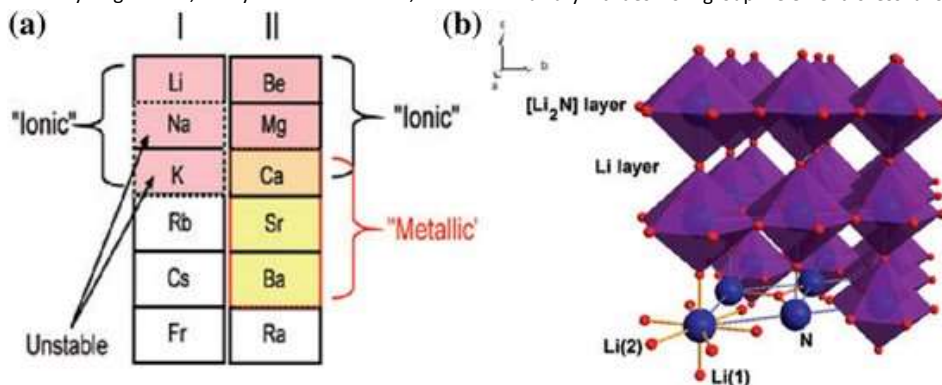 (a)
I II
Li Be
Na Mg
K Ca
Rb Sr
Cs Ba
Fr Ra
"Ionic"
"Ionic"
"Metallic'
Unstable
(b)
c
b
a
[Li₂N] layer
Li layer
Li(2)
N
Li(1)